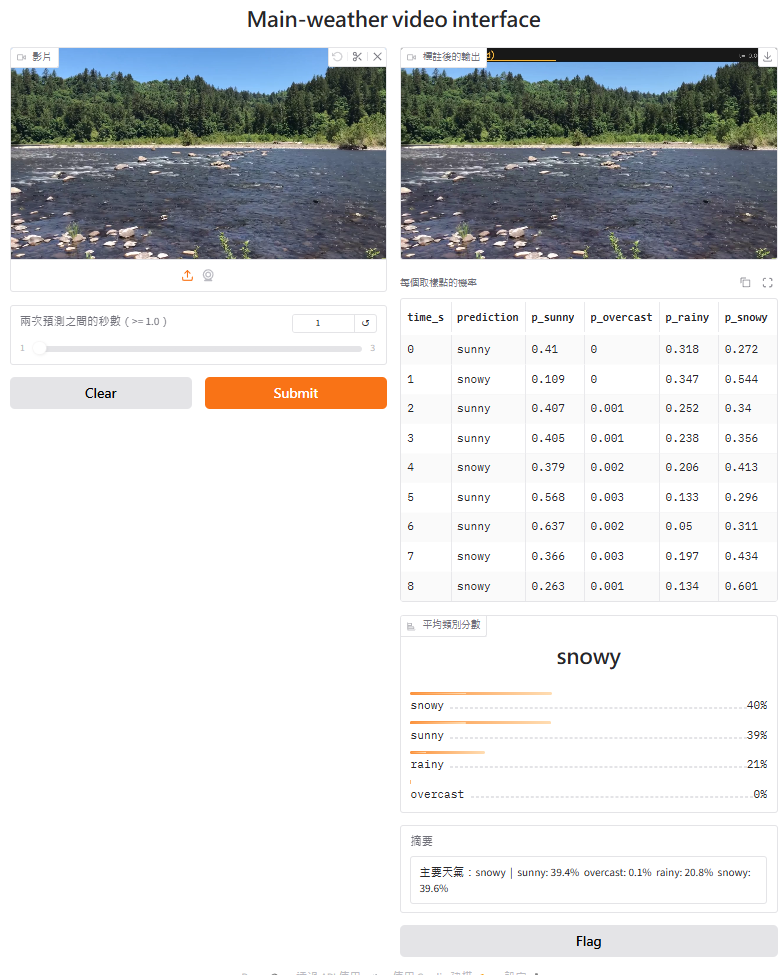 Main-weather video interface
影片
標註後的輸出
每個取樣點的機率
兩次預測之間的秒數 ( >= 1.0 )
1
1
3
Clear
Submit
time_s prediction p_sunny p_overcast p_rainy p_snowy
0 sunny 0.41 0 0.318 0.272
1 snowy 0.109 0 0.347 0.544
2 sunny 0.407 0.001 0.252 0.34
3 sunny 0.405 0.001 0.238 0.356
4 snowy 0.379 0.002 0.206 0.413
5 sunny 0.568 0.003 0.133 0.296
6 sunny 0.637 0.002 0.05 0.311
7 snowy 0.366 0.003 0.197 0.434
8 snowy 0.263 0.001 0.134 0.601
平均類別分數
snowy
snowy 40%
sunny 39%
rainy 21%
overcast 0%
摘要
主要天氣：snowy | sunny: 39.4% overcast: 0.1% rainy: 20.8% snowy:
39.6%
Flag